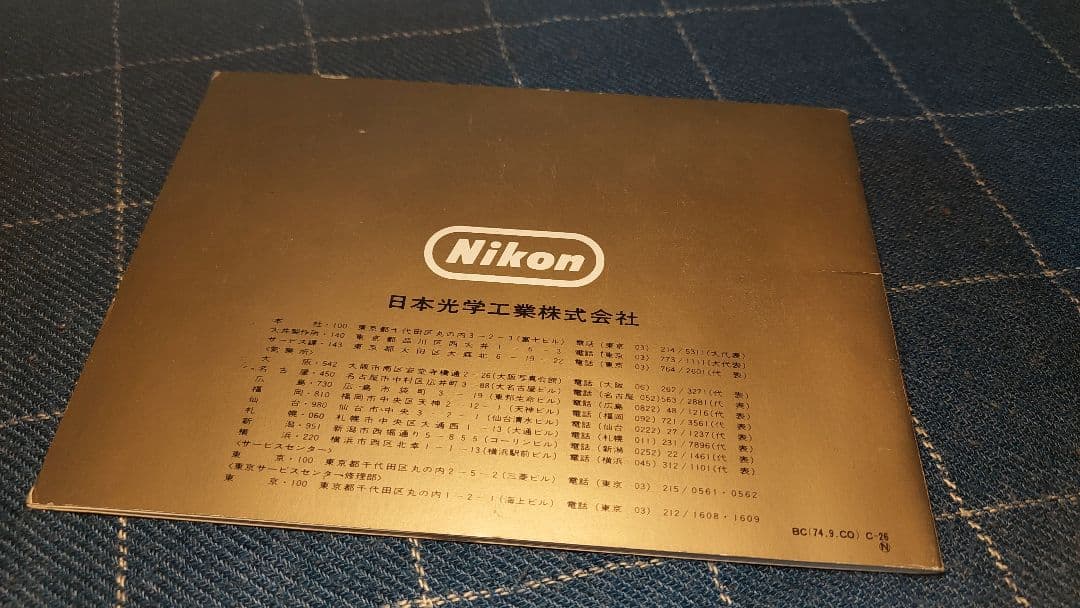 Nikon
日本光学工業株式会社
本社・100 東京都千代田区丸の内3-2-3(富士ビル) 電話(東京 03) 214/5311(大代表)
大井製作所・140 東京都品川区西大井1-6-3 電話(東京 03) 773/1111(大代表)
サービス課・143 東京都大田区大森北6-19-22 電話(東京 03) 764/2601(代表)
〈営業所〉
大阪・542 大阪市南区安堂寺橋通2-26(大阪写真会館) 電話(大阪 06) 262/3271(代表)
名古屋・450 名古屋市中村区広井町3-88(大名古屋ビル) 電話(名古屋 052)563/2881(代表)
広島・730 広島市袋町3-19(東邦生命ビル) 電話(広島 0822) 48/1216(代表)
福岡・810 福岡市中央区天神2-12-1(天神ビル) 電話(福岡 092) 721/3561(代表)
仙台・980 仙台市中央3-2-1(仙台清水ビル) 電話(仙台 0222) 27/1237(代表)
札幌・060 札幌市中央区大通西1-13(大通ビル) 電話(札幌 011) 231/7896(代表)
新潟・951 新潟市西堀通り5-855(コーリンビル) 電話(新潟 0252) 22/1461(代表)
横浜・220 横浜市西区北幸1-1-13(横浜駅前ビル) 電話(横浜 045) 312/1101(代表)
〈サービスセンター〉
東京・100 東京都千代田区丸の内2-5-2(三菱ビル) 電話(東京 03) 215/0561・0562
〈東京サービスセンター修理部〉
東京・100 東京都千代田区丸の内1-2-1(海上ビル) 電話(東京 03) 212/1608・1609
BC(74.9.CO) C-26
Ⓝ